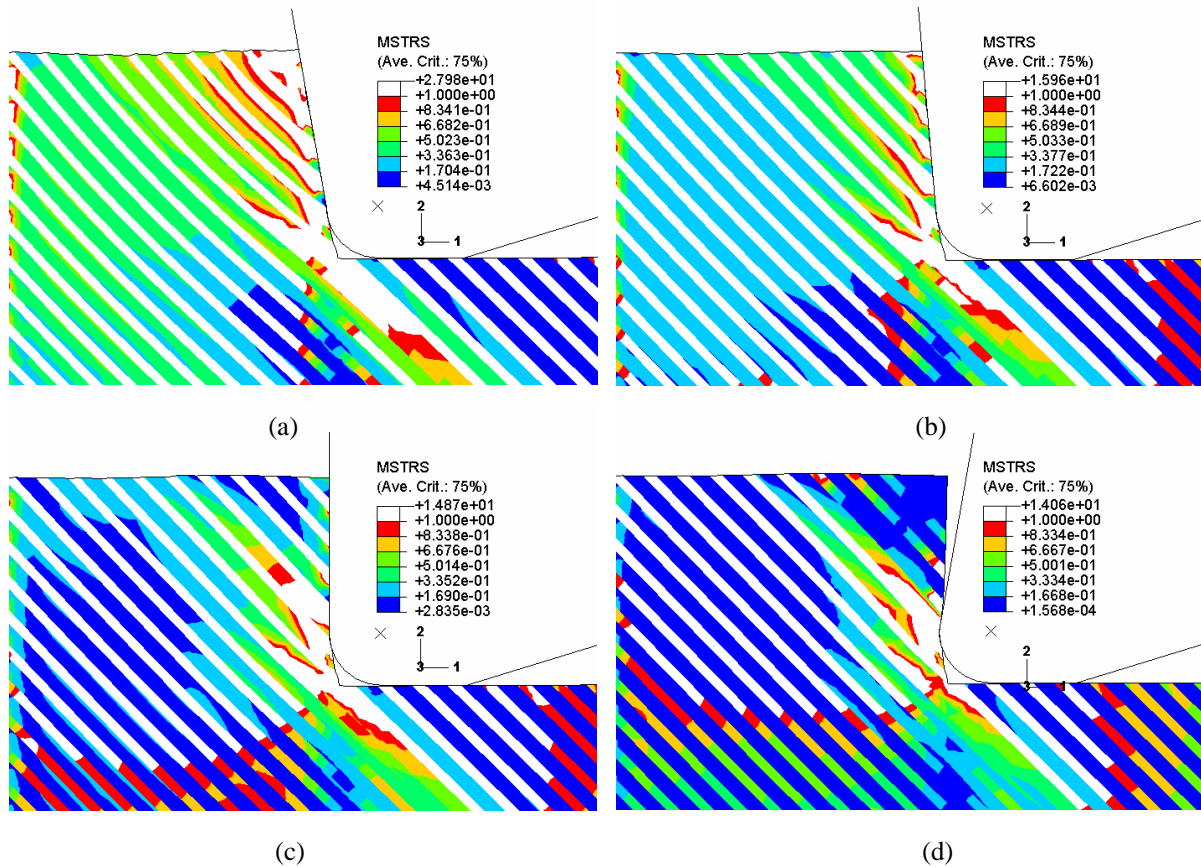 MSTRS
(Ave. Crit.: 75%)
+2.798e+01
+1.000e+00
+8.341e-01
+6.682e-01
+5.023e-01
+3.363e-01
+1.704e-01
+4.514e-03
2
3
1
(a)
MSTRS
(Ave. Crit.: 75%)
+1.596e+01
+1.000e+00
+8.344e-01
+6.689e-01
+5.033e-01
+3.377e-01
+1.722e-01
+6.602e-03
2
3
1
(b)
MSTRS
(Ave. Crit.: 75%)
+1.487e+01
+1.000e+00
+8.338e-01
+6.676e-01
+5.014e-01
+3.352e-01
+1.690e-01
+2.835e-03
2
3
1
(c)
MSTRS
(Ave. Crit.: 75%)
+1.406e+01
+1.000e+00
+8.334e-01
+6.667e-01
+5.001e-01
+3.334e-01
+1.668e-01
+1.568e-04
2
3
1
(d)